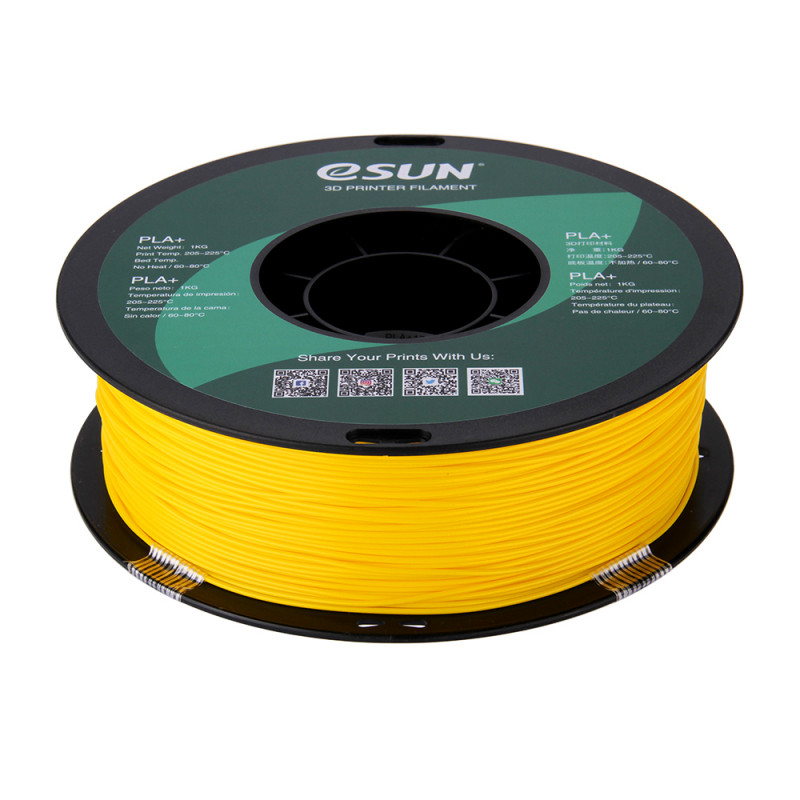 eSUN
3D PRINTER FILAMENT
PLA+
Net Weight: 1KG
Print Temp. 205-225°C
Bed Temp.
No Heat / 60-80°C
PLA+
Peso neto: 1KG
Temperatura de impresión:
205-225°C
Temperatura de la cama:
Sin calor / 60-80°C
PLA+
3D打印材料
净 重:1KG
打印温度:205-225°C
底板温度:不加热 / 60-80°C
PLA+
Poids net: 1KG
Température d'impression:
205-225°C
Température du plateau:
Pas de chaleur / 60-80°C
Share Your Prints With Us: